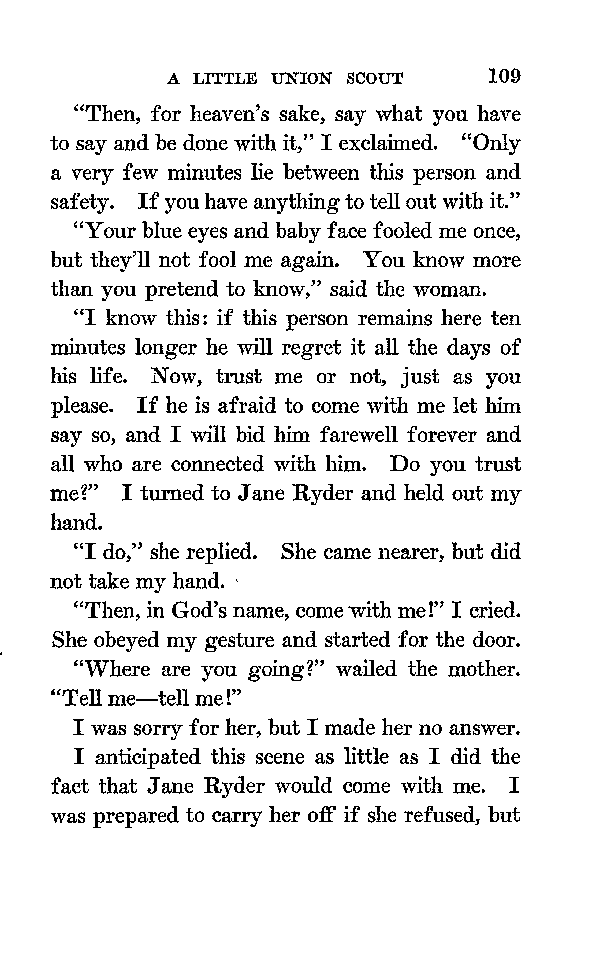 A LITTLE UNION SCOUT 109
“Then, for heaven’s sake, say what you have
to say and be done with it,” I exclaimed. “Only
a very few minutes lie between this person and
safety. If you have anything to tell out with it.”
“Your blue eyes and baby face fooled me once,
but they’ll not fool me again. You know more
than you pretend to know,” said the woman.
“I know this: if this person remains here ten
minutes longer he will regret it all the days of
his life. Now, trust me or not, just as you
please. If he is afraid to come with me let him
say so, and I will bid him farewell forever and
all who are connected with him. Do you trust
me?” I turned to Jane Ryder and held out my
hand.
“I do,” she replied. She came nearer, but did
not take my hand.
“Then, in God’s name, come with me!” I cried.
She obeyed my gesture and started for the door.
“Where are you going?” wailed the mother.
“Tell me—tell me!”
I was sorry for her, but I made her no answer.
I anticipated this scene as little as I did the
fact that Jane Ryder would come with me. I
was prepared to carry her off if she refused, but